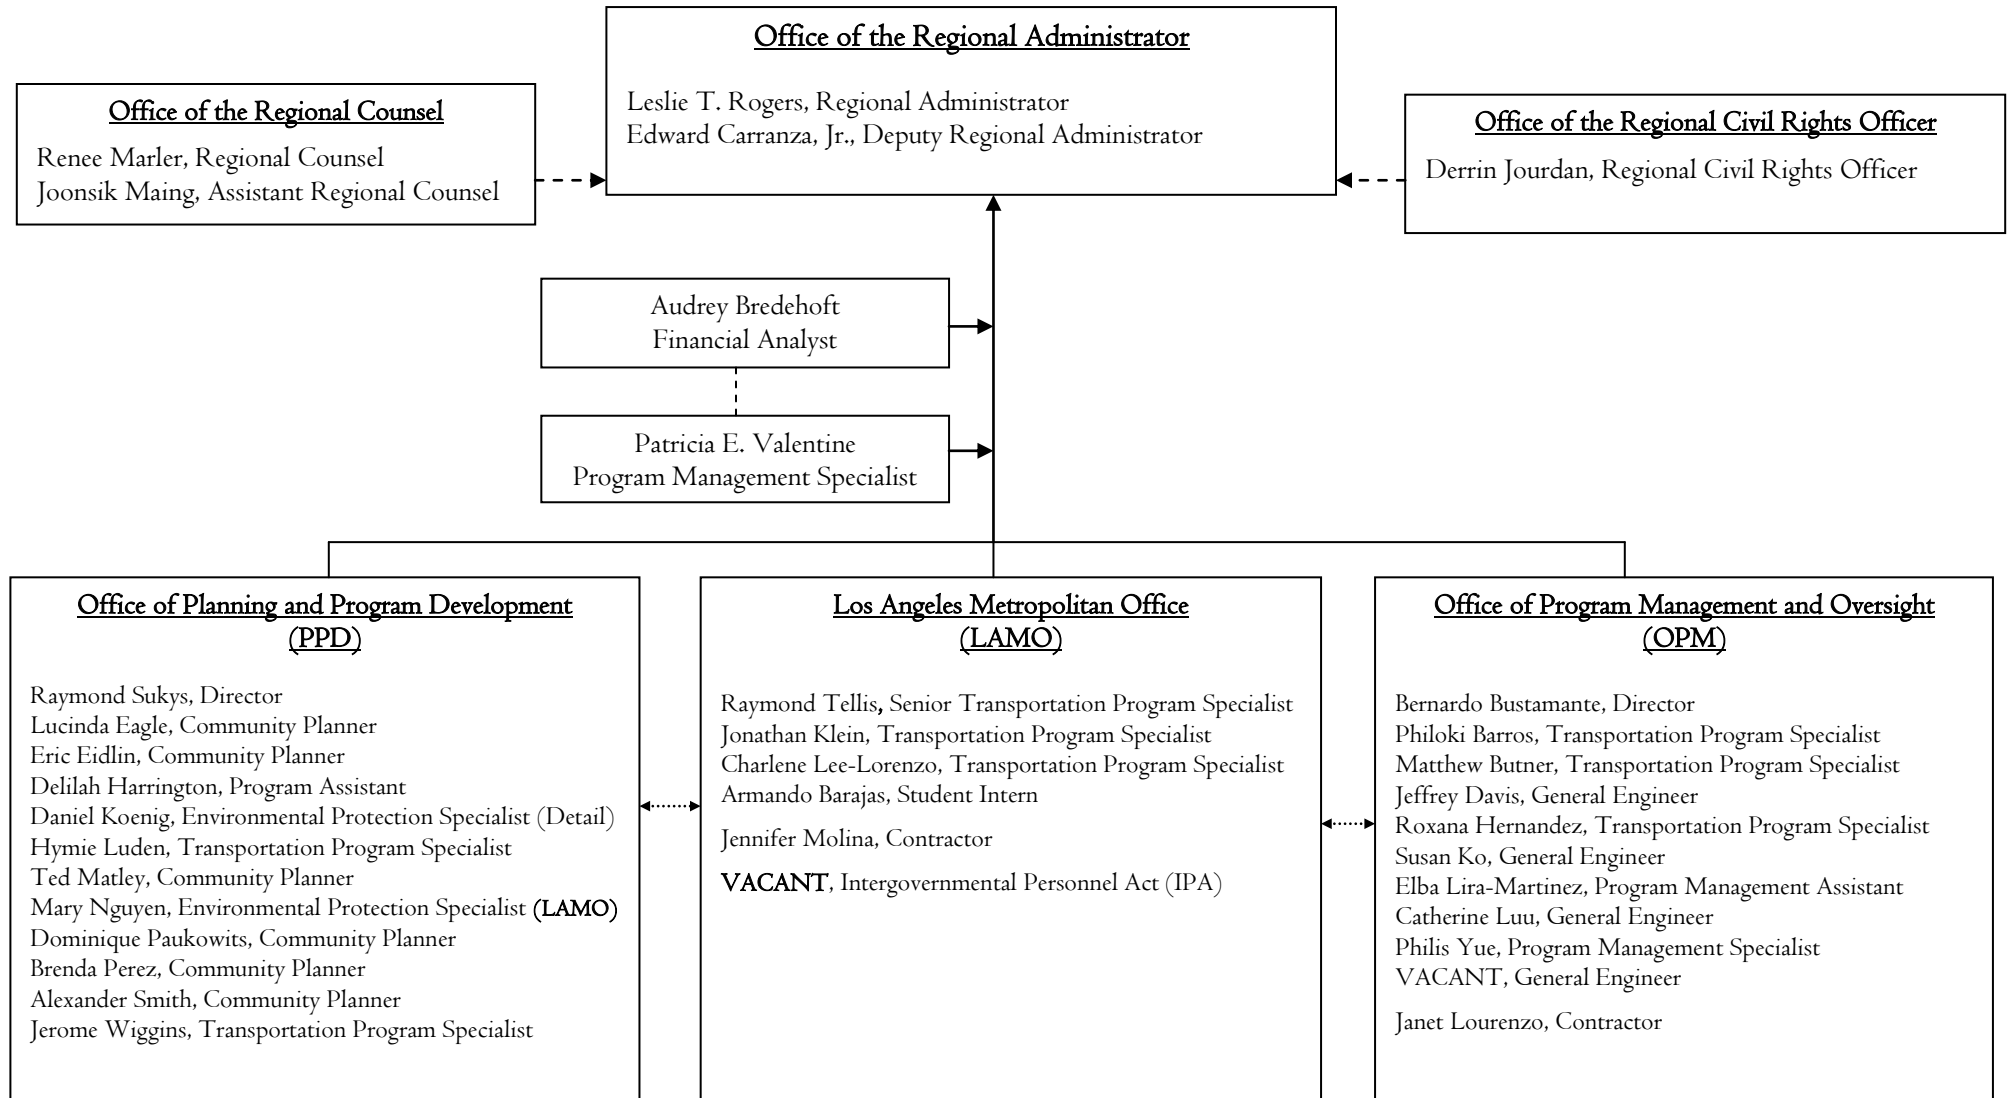 Office of the Regional Administrator
Leslie T. Rogers, Regional Administrator
Edward Carranza, Jr., Deputy Regional Administrator
Office of the Regional Counsel
Renee Marler, Regional Counsel
Joonsik Maing, Assistant Regional Counsel
Office of the Regional Civil Rights Officer
Derrin Jourdan, Regional Civil Rights Officer
Audrey Bredehoft
Financial Analyst
Patricia E. Valentine
Program Management Specialist
Office of Planning and Program Development
(PPD)
Raymond Sukys, Director
Lucinda Eagle, Community Planner
Eric Eidlin, Community Planner
Delilah Harrington, Program Assistant
Daniel Koenig, Environmental Protection Specialist (Detail)
Hymie Luden, Transportation Program Specialist
Ted Matley, Community Planner
Mary Nguyen, Environmental Protection Specialist (LAMO)
Dominique Paukowits, Community Planner
Brenda Perez, Community Planner
Alexander Smith, Community Planner
Jerome Wiggins, Transportation Program Specialist
Los Angeles Metropolitan Office
(LAMO)
Raymond Tellis, Senior Transportation Program Specialist
Jonathan Klein, Transportation Program Specialist
Charlene Lee-Lorenzo, Transportation Program Specialist
Armando Barajas, Student Intern
Jennifer Molina, Contractor
VACANT, Intergovernmental Personnel Act (IPA)
Office of Program Management and Oversight
(OPM)
Bernardo Bustamante, Director
Philoki Barros, Transportation Program Specialist
Matthew Butner, Transportation Program Specialist
Jeffrey Davis, General Engineer
Roxana Hernandez, Transportation Program Specialist
Susan Ko, General Engineer
Elba Lira-Martinez, Program Management Assistant
Catherine Luu, General Engineer
Philis Yue, Program Management Specialist
VACANT, General Engineer
Janet Lourenzo, Contractor